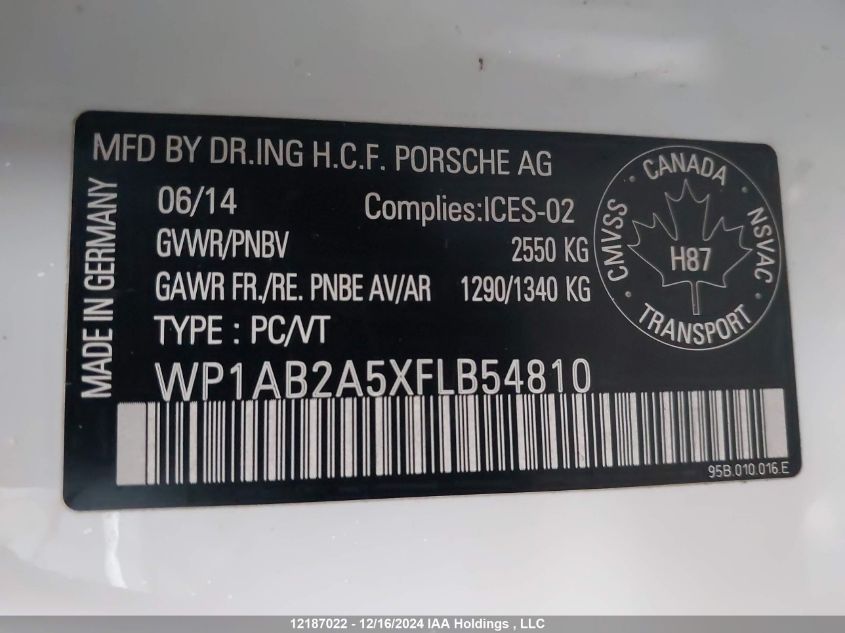 MFD BY DR.ING H.C.F. PORSCHE AG
MADE IN GERMANY
06/14 Complies:ICES-02
GVWR/PNBV 2550 KG
GAWR FR./RE. PNBE AV/AR 1290/1340 KG
TYPE : PC/VT
WP1AB2A5XFLB54810
CANADA
CMVSS · NSVAC
H87
TRANSPORT
95B.010.016.E
12187022 - 12/16/2024 IAA Holdings , LLC